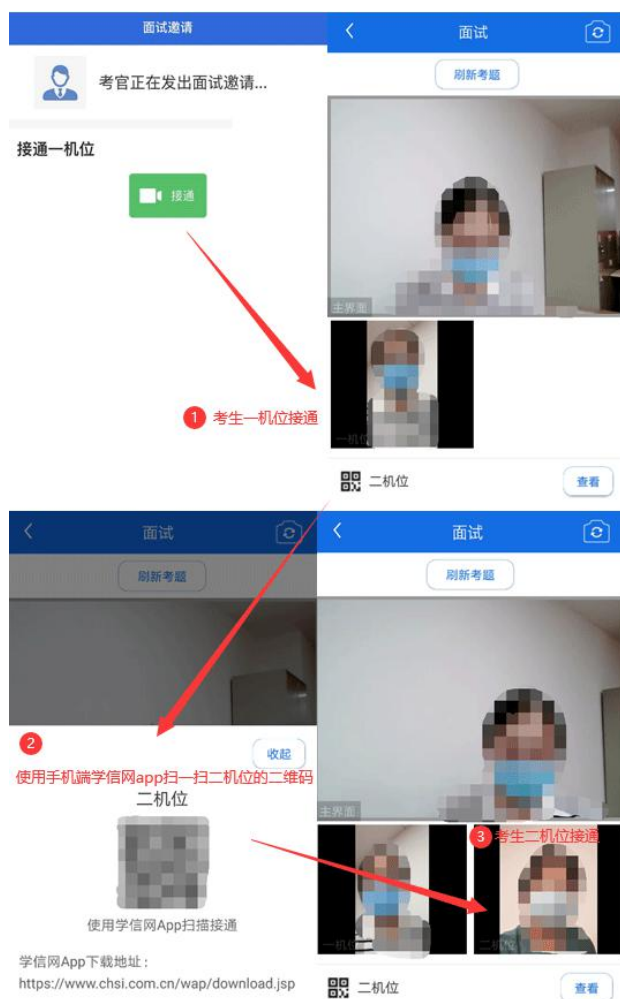 面试邀请
考官正在发出面试邀请...
接通一机位
接通
1 考生一机位接通
面试
刷新考题
主界面
一机位
二机位
查看
面试
刷新考题
2
收起
使用手机端学信网app扫一扫二机位的二维码
二机位
使用学信网App扫描接通
学信网App下载地址：
https://www.chsi.com.cn/wap/download.jsp
面试
刷新考题
主界面
3 考生二机位接通
一机位
二机位
二机位
查看